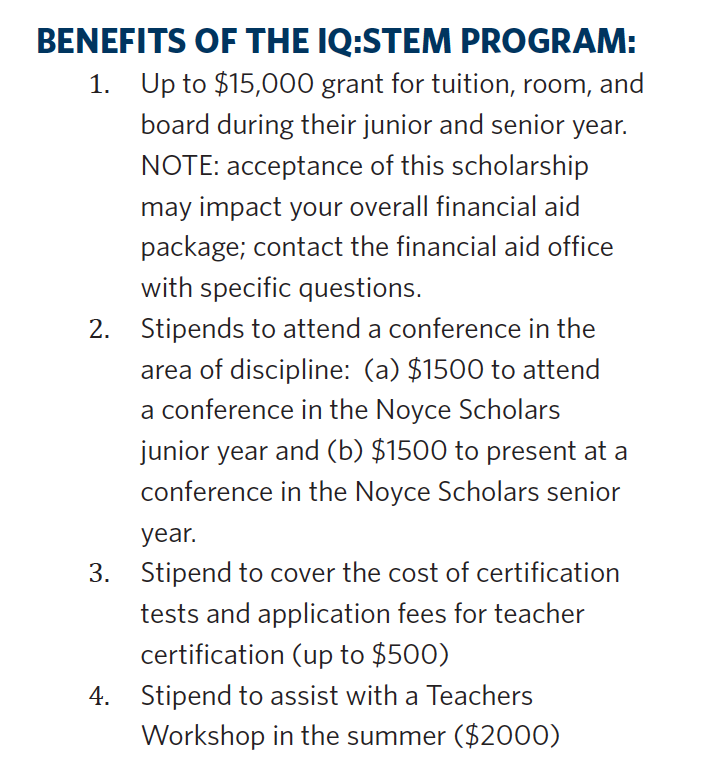 BENEFITS OF THE IQ:STEM PROGRAM:
1. Up to $15,000 grant for tuition, room, and
board during their junior and senior year.
NOTE: acceptance of this scholarship
may impact your overall financial aid
package; contact the financial aid office
with specific questions.
2. Stipends to attend a conference in the
area of discipline: (a) $1500 to attend
a conference in the Noyce Scholars
junior year and (b) $1500 to present at a
conference in the Noyce Scholars senior
year.
3. Stipend to cover the cost of certification
tests and application fees for teacher
certification (up to $500)
4. Stipend to assist with a Teachers
Workshop in the summer ($2000)